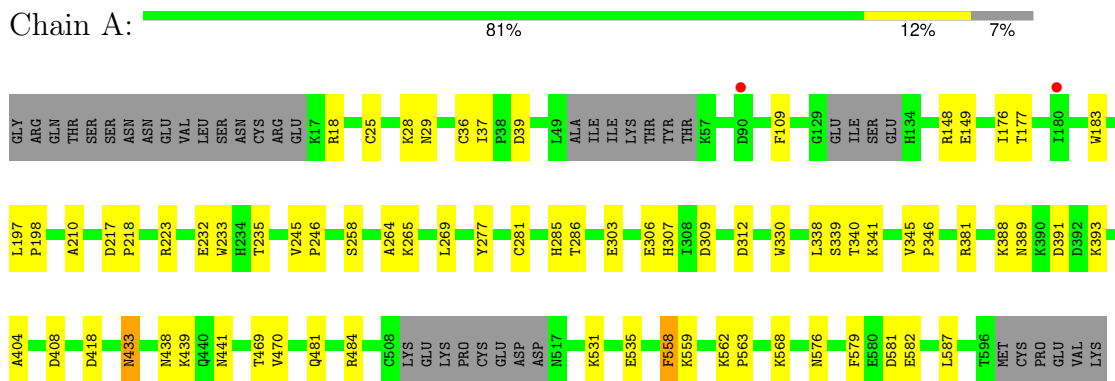 Chain A:
81% 12% 7%
GLY ARG GLN THR SER SER ASN ASN GLU VAL LEU SER ASN CYS ARG GLU K17 R18 C25 K28 N29 C36 I37 P38 D39 L49 ALA ILE ILE LYS THR TYR THR K57 D90 F109 G129 GLU ILE SER GLU H134 R148 E149 I176 T177 I180 W183
L197 P198 A210 D217 P218 R223 E232 W233 H234 T235 V245 P246 S258 A264 K265 L269 Y277 C281 H285 T286 E303 E306 H307 I308 D309 D312 W330 L338 S339 T340 K341 V345 P346 R381 K388 N389 K390 D391 D392 K393
A404 D408 D418 N433 N438 K439 Q440 N441 T469 V470 Q481 R484 C508 LYS GLU LYS PRO CYS GLU ASP ASP N517 K531 E535 F558 K559 K562 P563 K568 N576 F579 E580 D581 E582 L587 T596 MET CYS PRO GLU VAL LYS